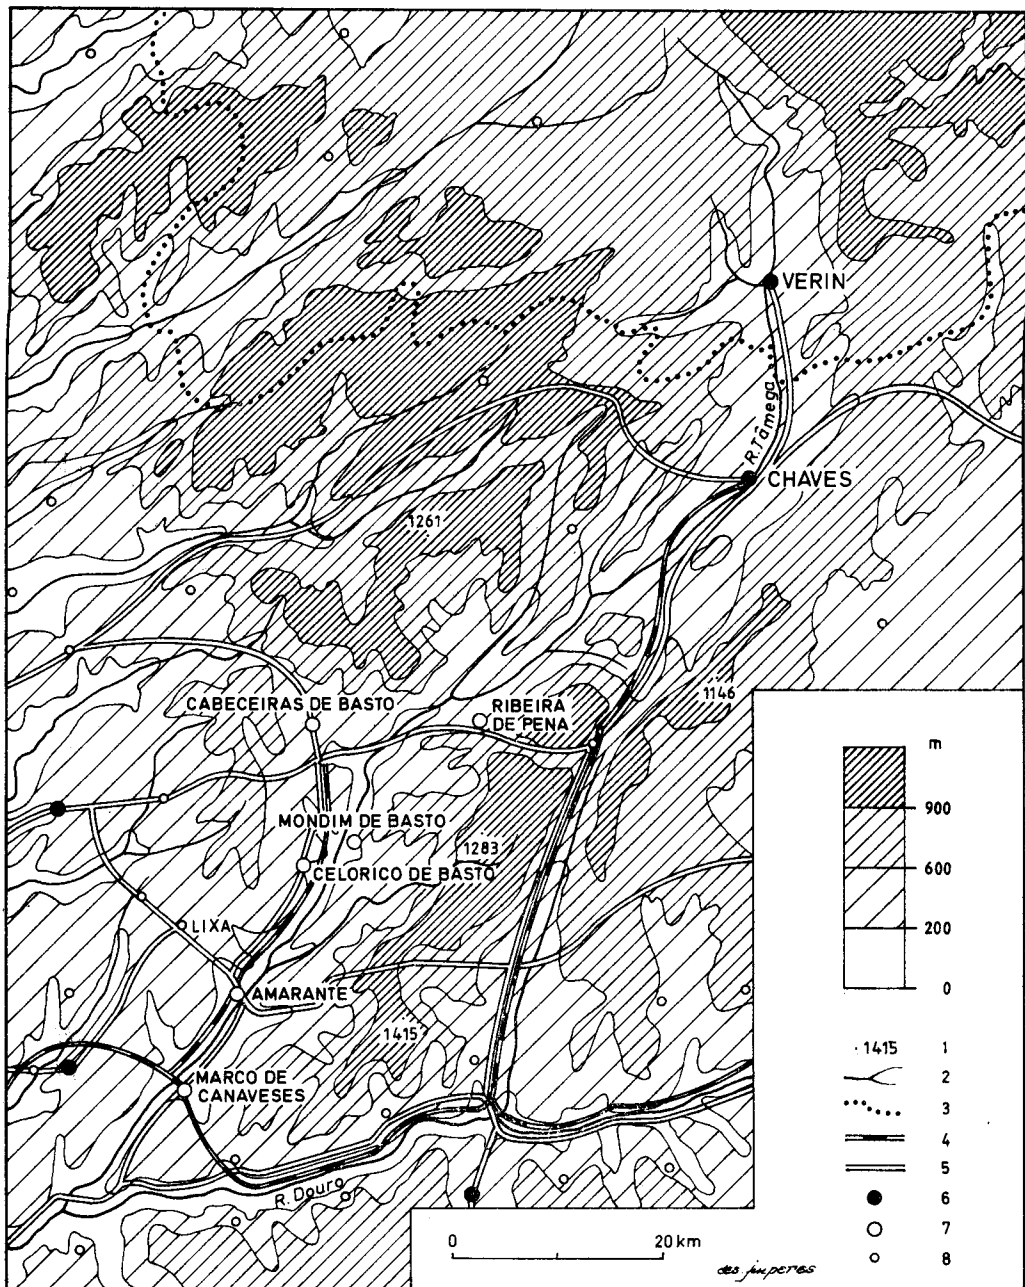 VERIN
R. Tâmega
CHAVES
1261
1146
CABECEIRAS DE BASTO
RIBEIRA
DE PENA
MONDIM DE BASTO
1283
CELORICO DE BASTO
LIXA
AMARANTE
1415
MARCO DE
CANAVESES
R. Douro
m
900
600
200
0
· 1415 1
2
3
4
5
6
7
8
0 20 km